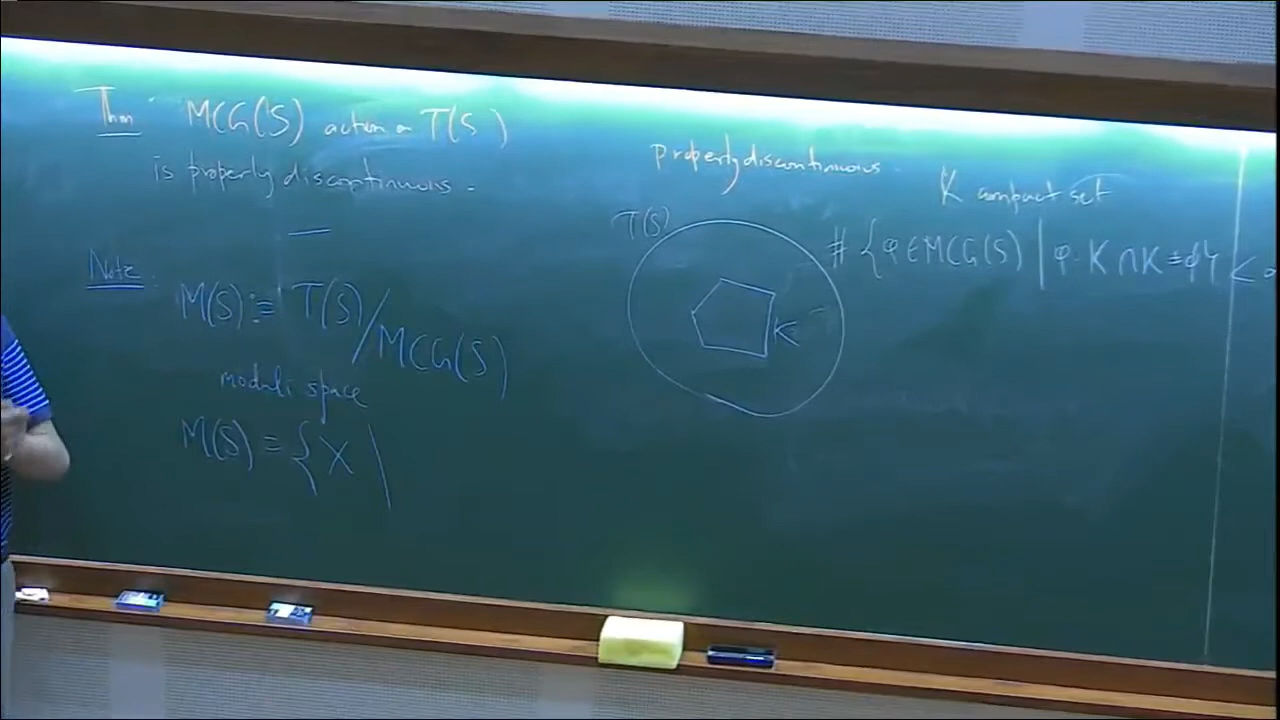 Thm MCG(S) action on T(S)
is properly discontinuous.
Note:
M(S) := T(S)/MCG(S)
moduli space
M(S) = { X |
properly discontinuous.
K compact set
T(S)
K
# { φ ∈ MCG(S) | φ·K ∩ K ≠ φ } <